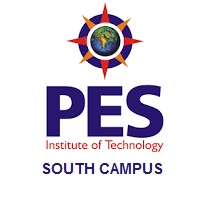 PES
Institute of Technology
SOUTH CAMPUS